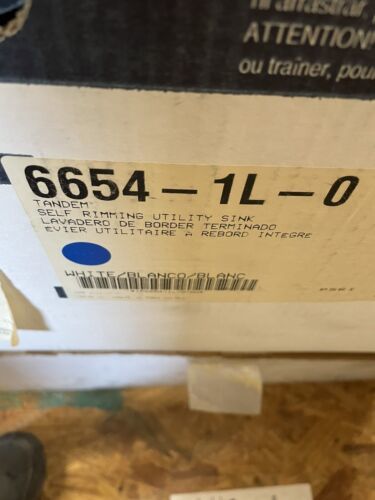 ATTENTION
ou traîner, pour
6654-1L-0
TANDEM
SELF RIMMING UTILITY SINK
LAVADERO DE BORDER TERMINADO
EVIER UTILITAIRE A REBORD INTEGRE
WHITE/BLANCO/BLANC